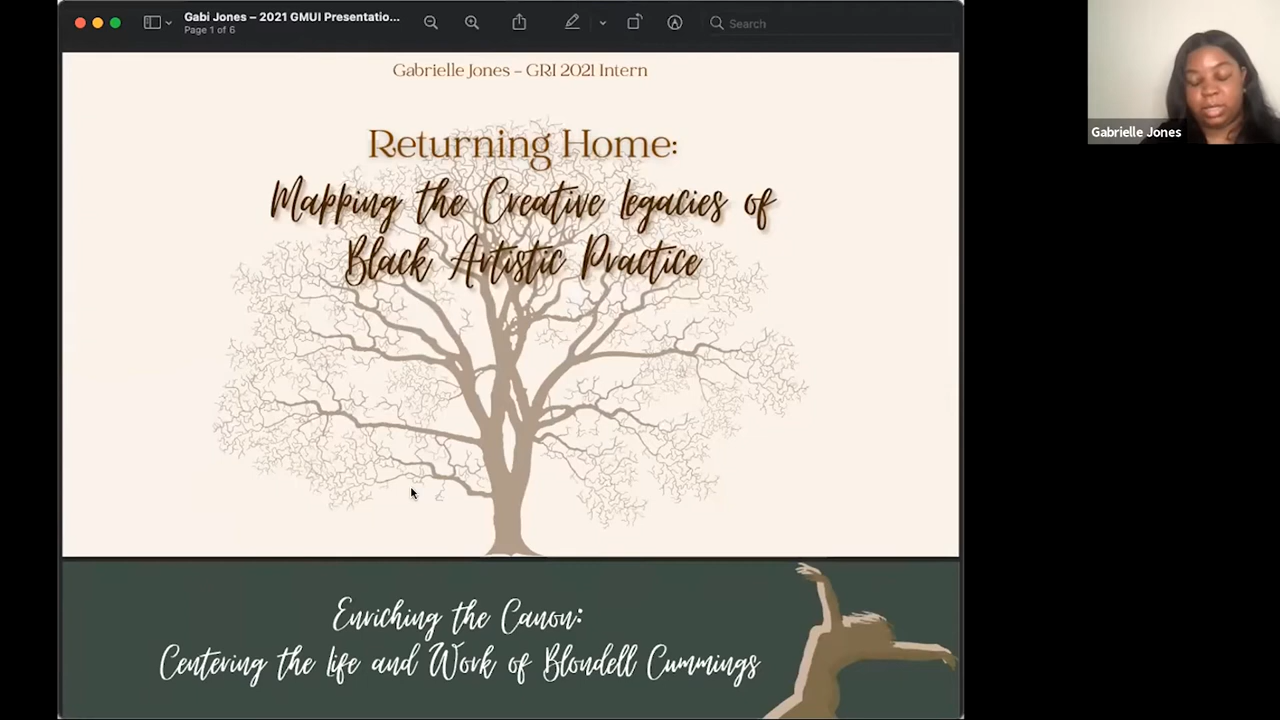 Gabi Jones – 2021 GMUI Presentatio...
Page 1 of 6
Search
Gabrielle Jones – GRI 2021 Intern
Returning Home:
Mapping the Creative Legacies of
Black Artistic Practice
Enriching the Canon:
Centering the Life and Work of Blondell Cummings
Gabrielle Jones